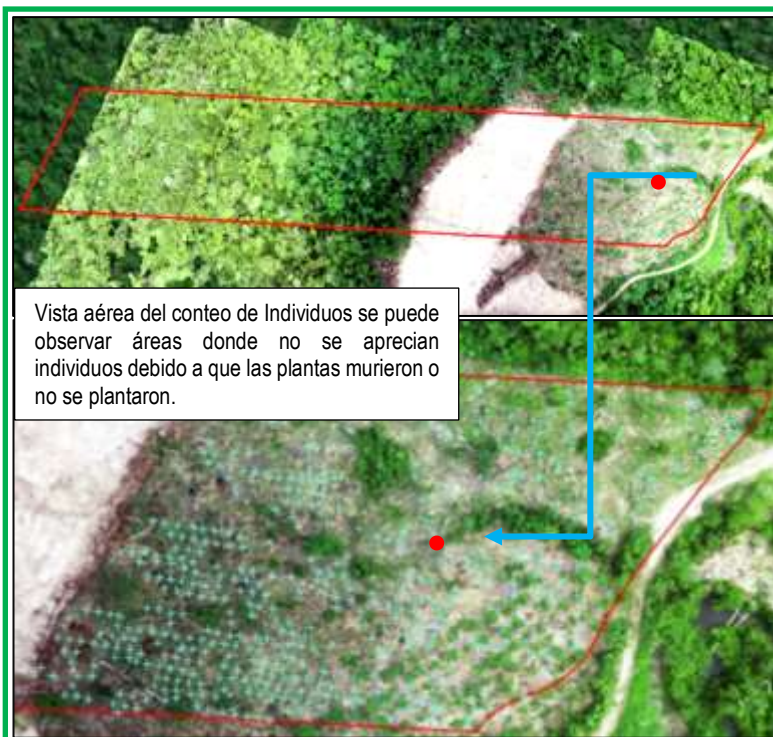 Vista aérea del conteo de Individuos se puede
observar áreas donde no se aprecian
individuos debido a que las plantas murieron o
no se plantaron.